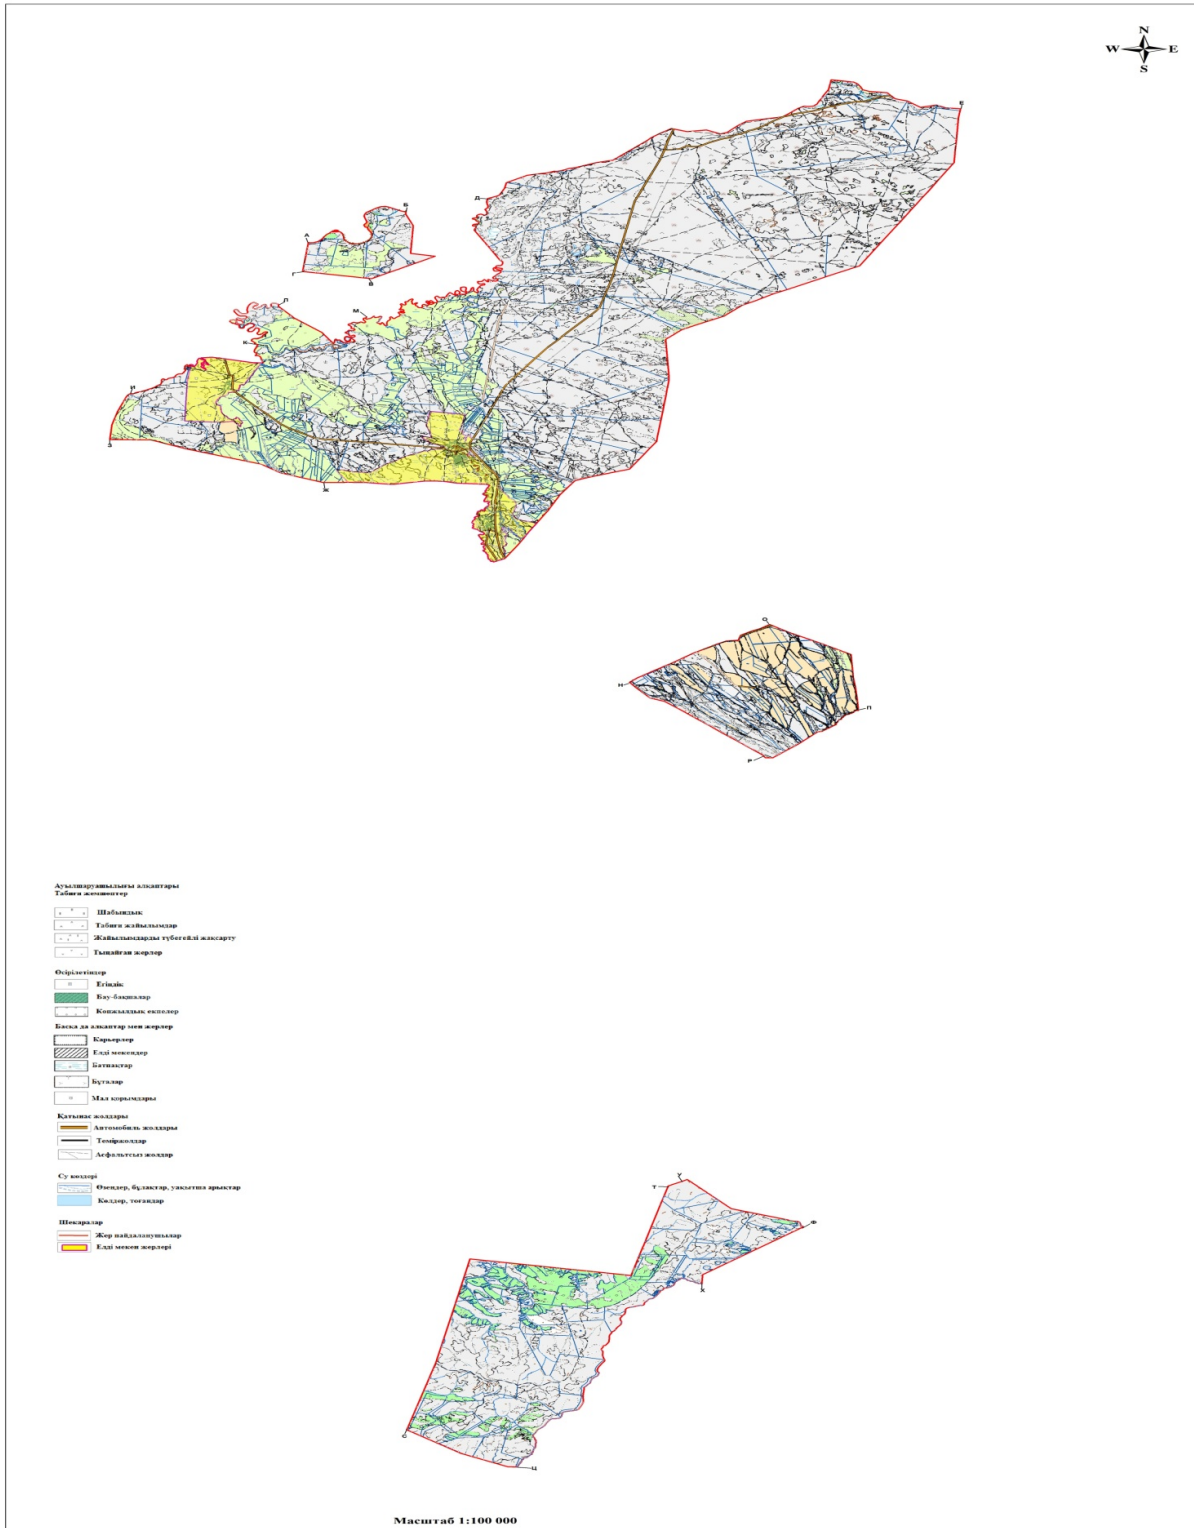 N
W E
S
Е
Д
Б
А
Г
В
Л
М
К
И
З
Ж
О
Н
П
Р
Ауылшаруашылығы алқаптары
Табиғи жемшөптер
Шабындық
Табиғи жайылымдар
Жайылымдарды түбегейлі жақсарту
Тыңайған жерлер
Өсірілетіндер
Егіндік
Бау-бақшалар
Көпжылдық екпелер
Басқа да алқаптар мен жерлер
Карьерлер
Елді мекендер
Батпақтар
Бұталар
Мал қорымдары
Қатынас жолдары
Автомобиль жолдары
Теміржолдар
Асфальтсыз жолдар
Су көздері
Өзендер, бұлақтар, уақытша арықтар
Көлдер, тоғандар
Шекаралар
Жер пайдаланушылар
Елді мекен жерлері
У
Т
Ф
Х
С
Ц
Масштаб 1:100 000